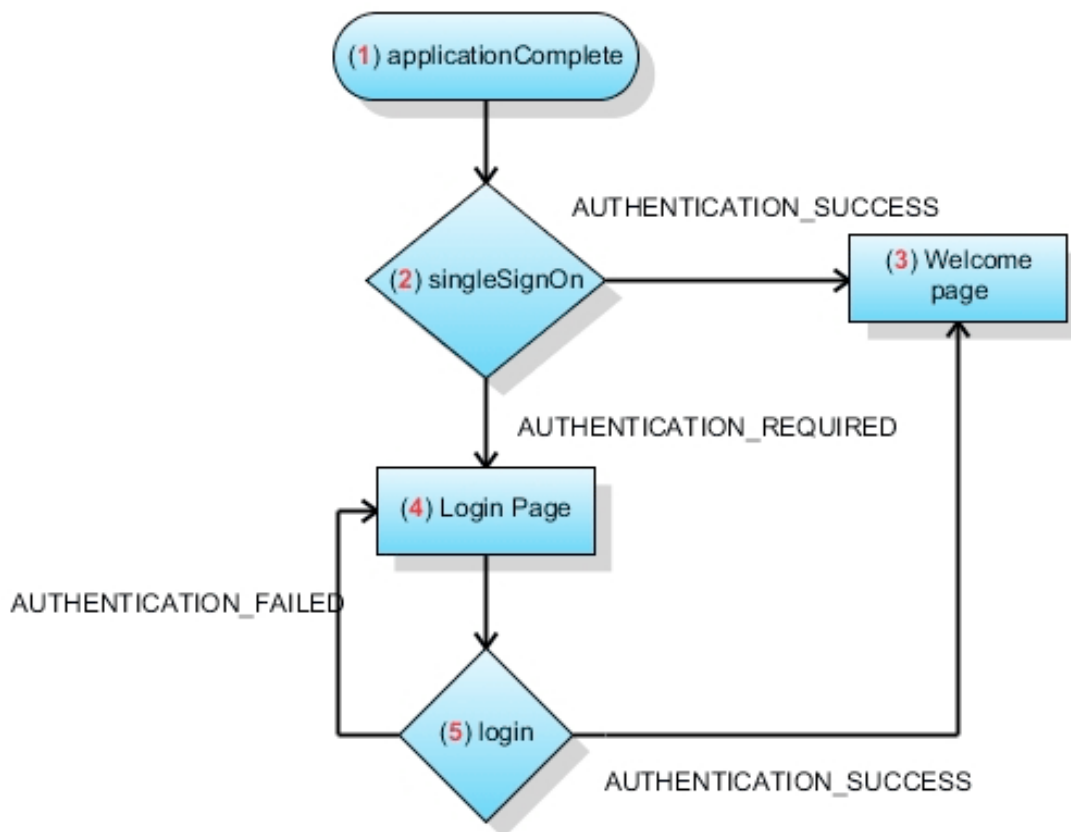 (1) applicationComplete
AUTHENTICATION_SUCCESS
(2) singleSignOn
(3) Welcome
page
AUTHENTICATION_REQUIRED
(4) Login Page
AUTHENTICATION_FAILED
(5) login
AUTHENTICATION_SUCCESS